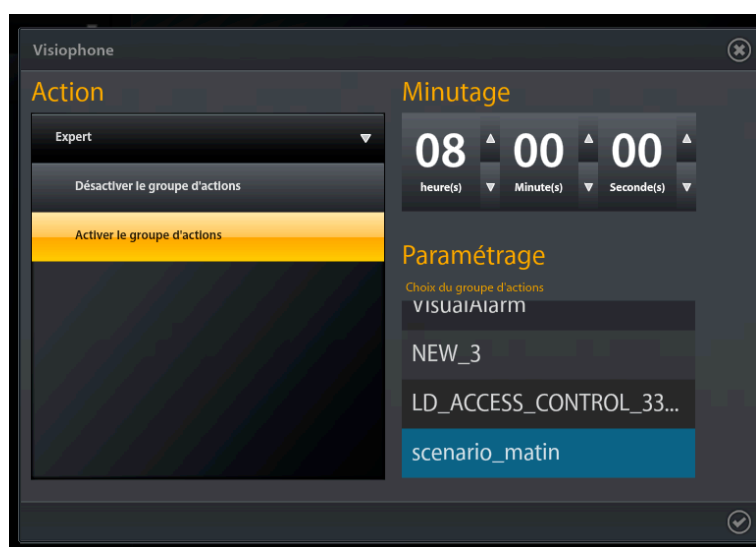 Visiophone
Action
Expert
Désactiver le groupe d'actions
Activer le groupe d'actions
Minutage
08 00 00
heure(s) Minute(s) Seconde(s)
Paramétrage
Choix du groupe d'actions
VisualAlarm
NEW_3
LD_ACCESS_CONTROL_33...
scenario_matin